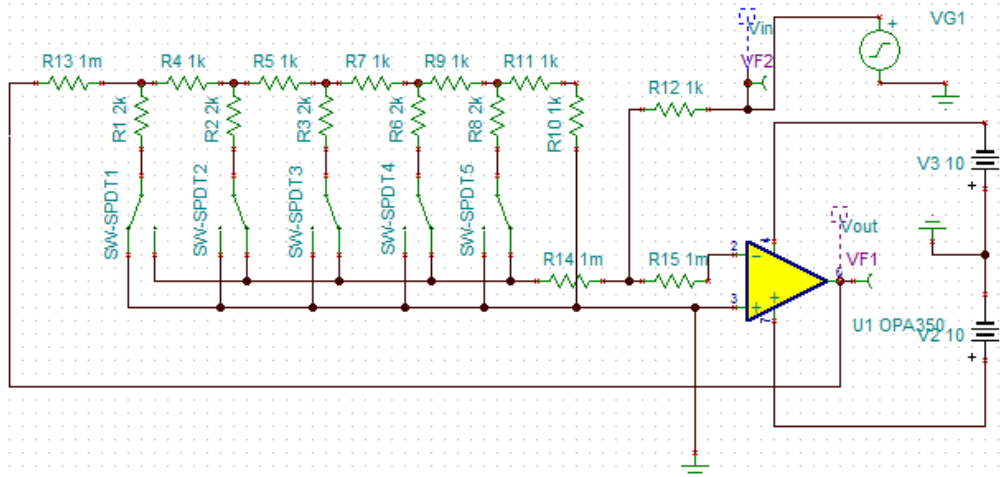 Vin
VG1
+
VF2
R13 1m
R4 1k
R5 1k
R7 1k
R9 1k
R11 1k
R12 1k
R1 2k
R2 2k
R3 2k
R6 2k
R8 2k
R10 1k
SW-SPDT1
SW-SPDT2
SW-SPDT3
SW-SPDT4
SW-SPDT5
V3 10
+
Vout
R14 1m
R15 1m
VF1
2
3
4
6
7
-
+
+
U1 OPA350
V2 10
+